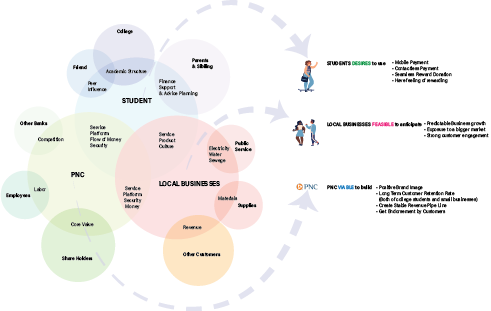 College
Parents
& Sibiling
Friend
Academic Structure
Peer
Influence
Finance
Support
& Advice Planning
STUDENT
Other Banks
Competition
Service
Platform
Flow of Money
Security
Service
Product
Culture
Public
Service
Electricity
Water
Sewage
PNC
LOCAL BUSINESSES
Employees
Labor
Service
Platform
Security
Money
Materials
Supplies
Core Value
Revenue
Share Holders
Other Customers
STUDENTS DESIRES to use
• Mobile Payment
• Contactless Payment
• Seamless Reward Donation
• Have feeling of rewarding
LOCAL BUSINESSES FEASIBLE to anticipate
• Predictable Business growth
• Exposure to a bigger market
• Strong customer engagement
PNC
PNC VIABLE to build
• Positive Brand Image
• Long Term Customer Retention Rate
(Both of college students and small businesses)
• Create Stable Revenue Pipe Line
• Get Endorsement by Customers